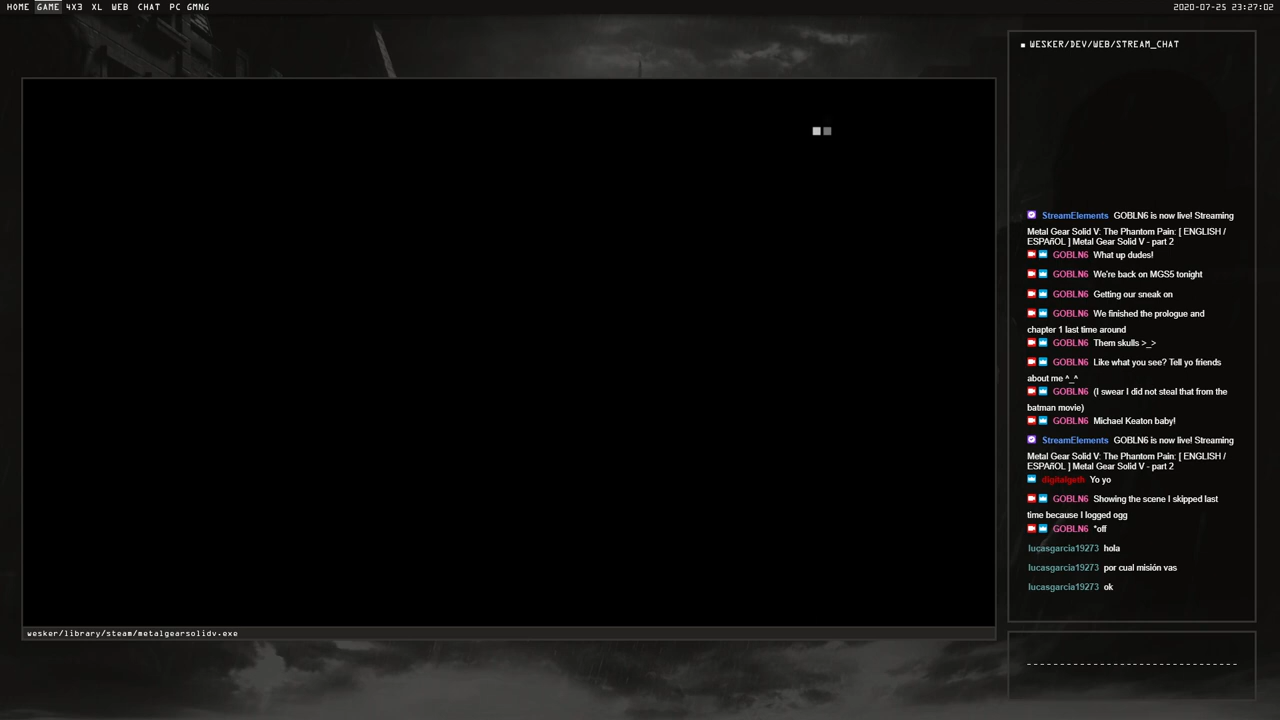 HOME GAME 4X3 XL WEB CHAT PC GMNG
2020-07-25 23:27:02
WESKER/DEV/WEB/STREAM_CHAT
StreamElements GOBLN6 is now live! Streaming
Metal Gear Solid V: The Phantom Pain: [ ENGLISH /
ESPAñOL ] Metal Gear Solid V - part 2
GOBLN6 What up dudes!
GOBLN6 We're back on MGS5 tonight
GOBLN6 Getting our sneak on
GOBLN6 We finished the prologue and
chapter 1 last time around
GOBLN6 Them skulls >_>
GOBLN6 Like what you see? Tell yo friends
about me ^_^
GOBLN6 (I swear I did not steal that from the
batman movie)
GOBLN6 Michael Keaton baby!
StreamElements GOBLN6 is now live! Streaming
Metal Gear Solid V: The Phantom Pain: [ ENGLISH /
ESPAñOL ] Metal Gear Solid V - part 2
digitalgeth Yo yo
GOBLN6 Showing the scene I skipped last
time because I logged ogg
GOBLN6 *off
lucasgarcia19273 hola
lucasgarcia19273 por cual misión vas
lucasgarcia19273 ok
wesker/library/steam/metalgearsolidv.exe